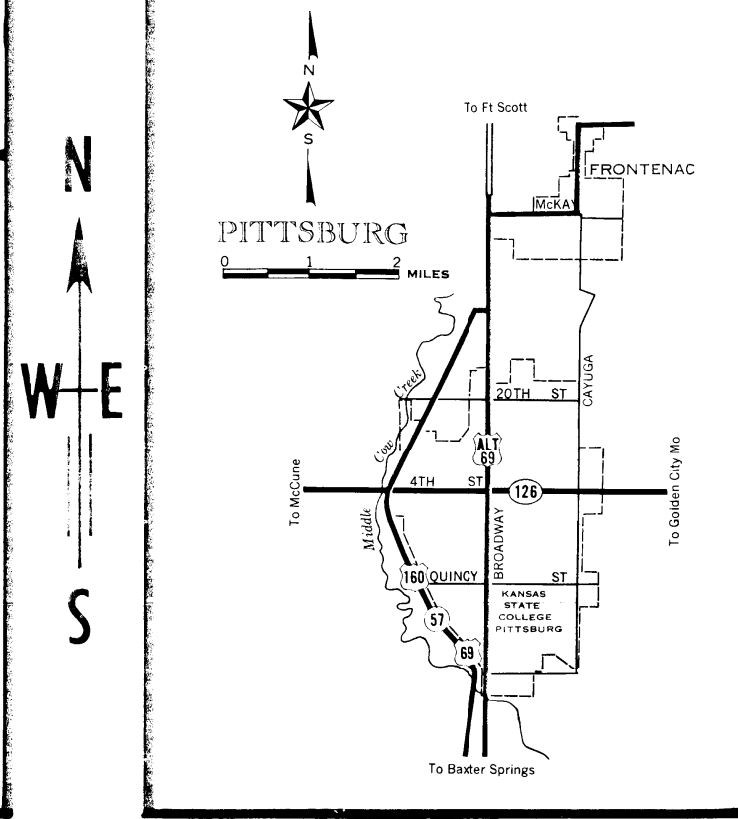 N
To Ft Scott
N
S
FRONTENAC
McKAY
PITTSBURG
0 1 2
MILES
W E
Creek
20TH ST
CAYUGA
ALT
69
Cow
4TH ST
126
To McCune
To Golden City Mo
Middle
BROADWAY
160
QUINCY ST
KANSAS
STATE
COLLEGE
PITTSBURG
57
S
69
To Baxter Springs